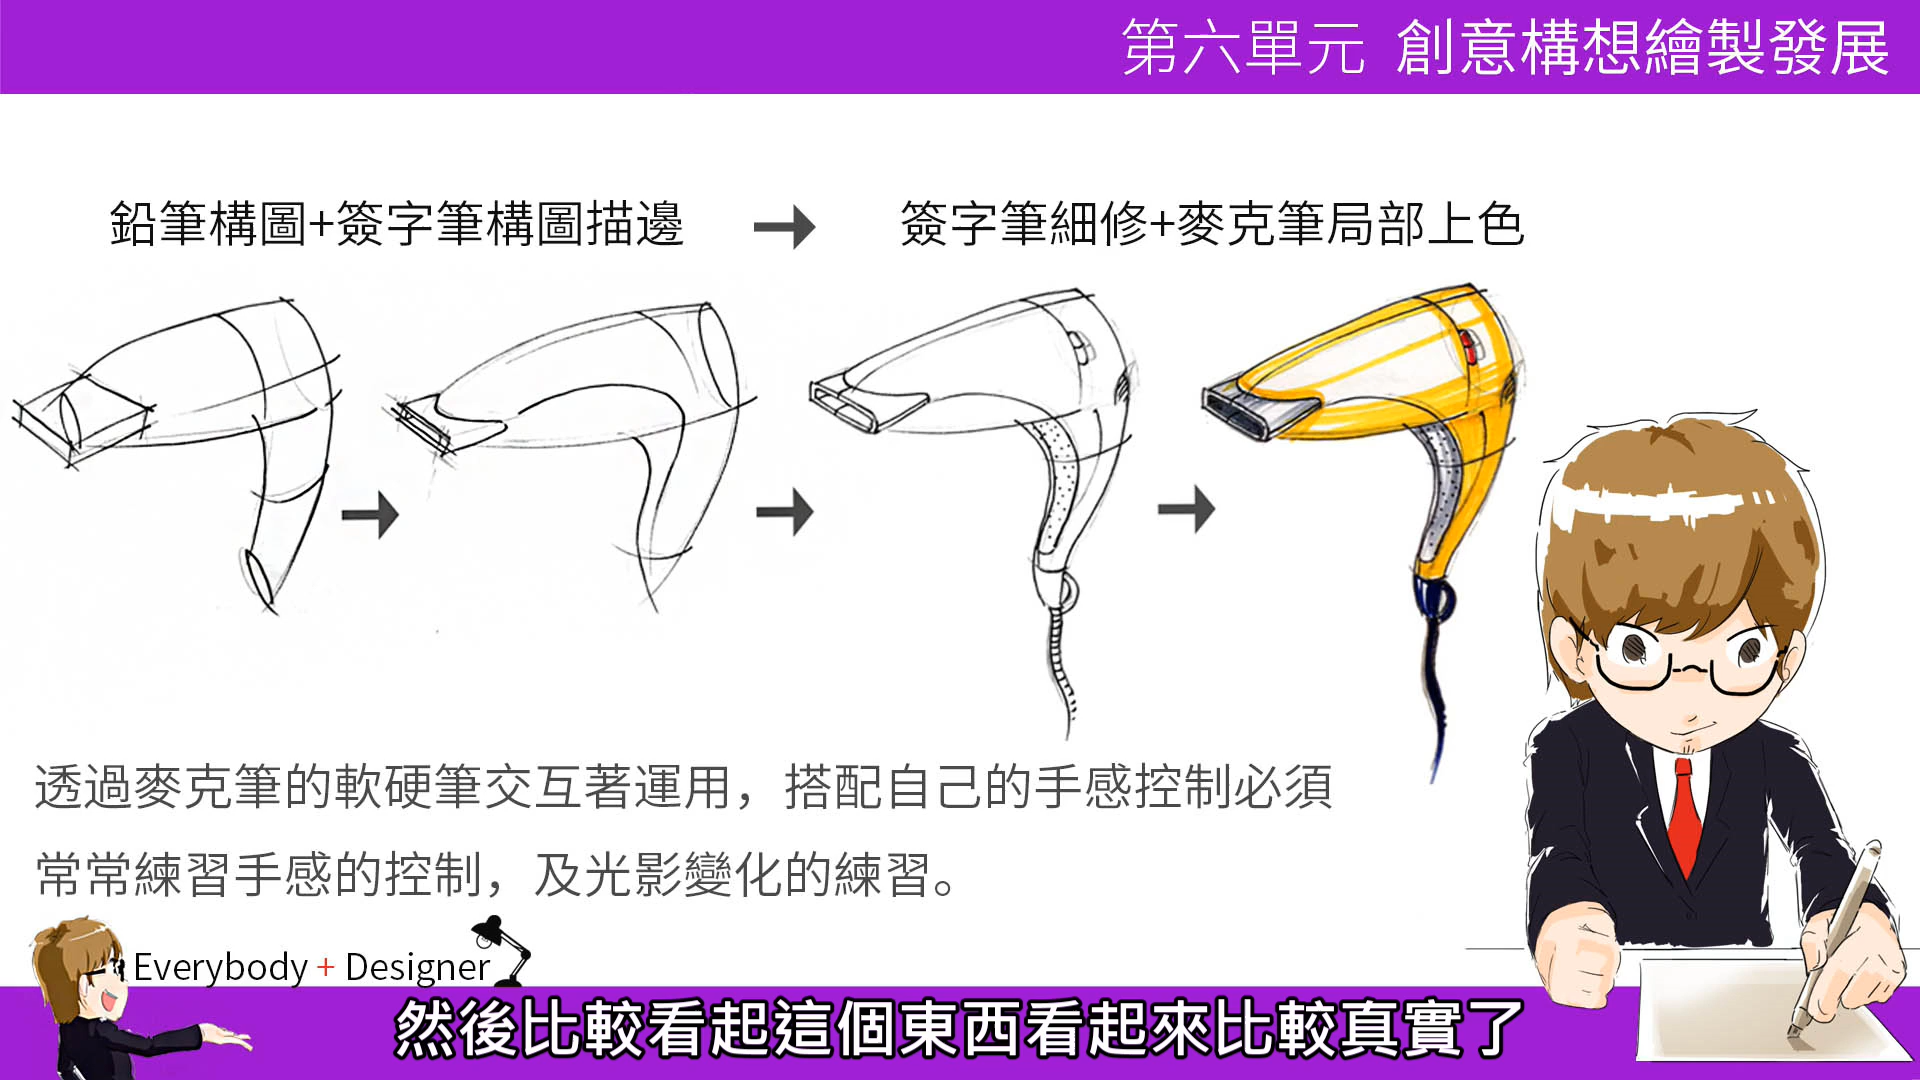 第六單元 創意構想繪製發展
鉛筆構圖+簽字筆構圖描邊
簽字筆細修+麥克筆局部上色
透過麥克筆的軟硬筆交互著運用，搭配自己的手感控制必須
常常練習手感的控制，及光影變化的練習。
Everybody + Designer
然後比較看起這個東西看起來比較真實了